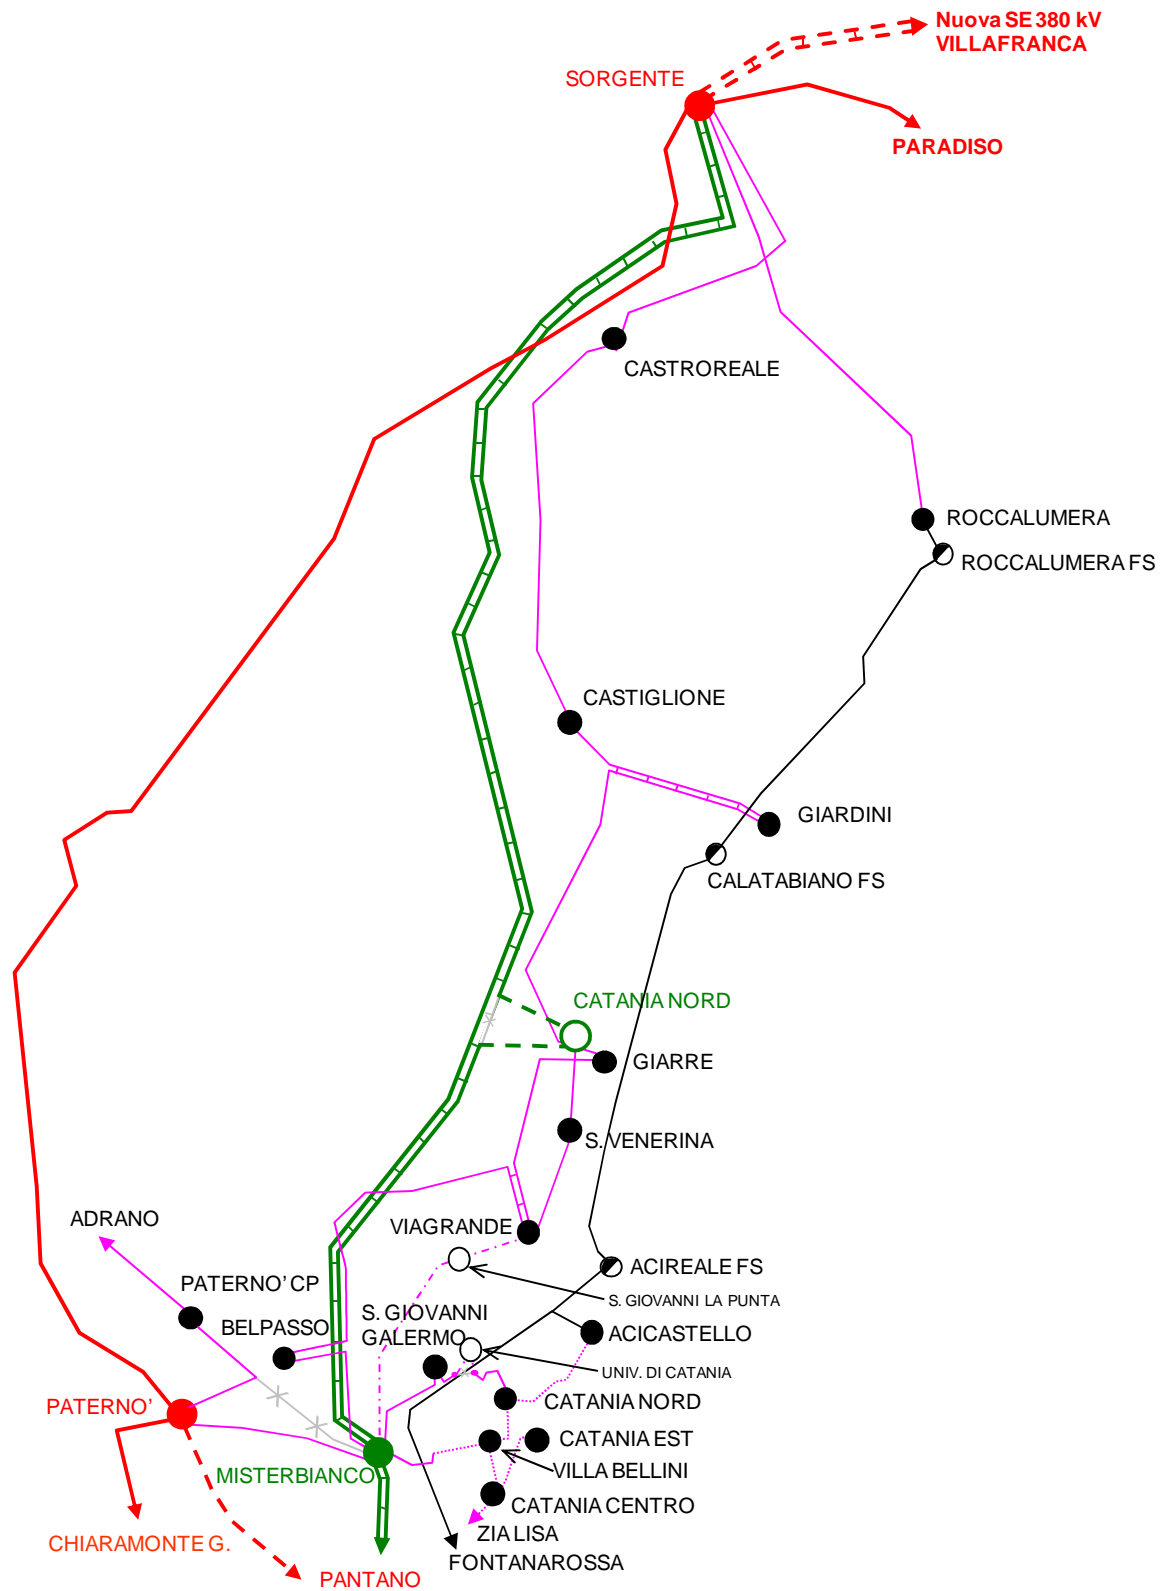 Nuova SE 380 kV
VILLAFRANCA
SORGENTE
PARADISO
CASTROREALE
ROCCALUMERA
ROCCALUMERA FS
CASTIGLIONE
GIARDINI
CALATABIANO FS
CATANIA NORD
GIARRE
S. VENERINA
ADRANO
VIAGRANDE
ACIREALE FS
PATERNO' CP
S. GIOVANNI LA PUNTA
S. GIOVANNI
GALERMO
BELPASSO
ACICASTELLO
UNIV. DI CATANIA
PATERNO'
CATANIA NORD
CATANIA EST
MISTERBIANCO
VILLA BELLINI
CATANIA CENTRO
ZIA LISA
CHIARAMONTE G.
FONTANAROSSA
PANTANO